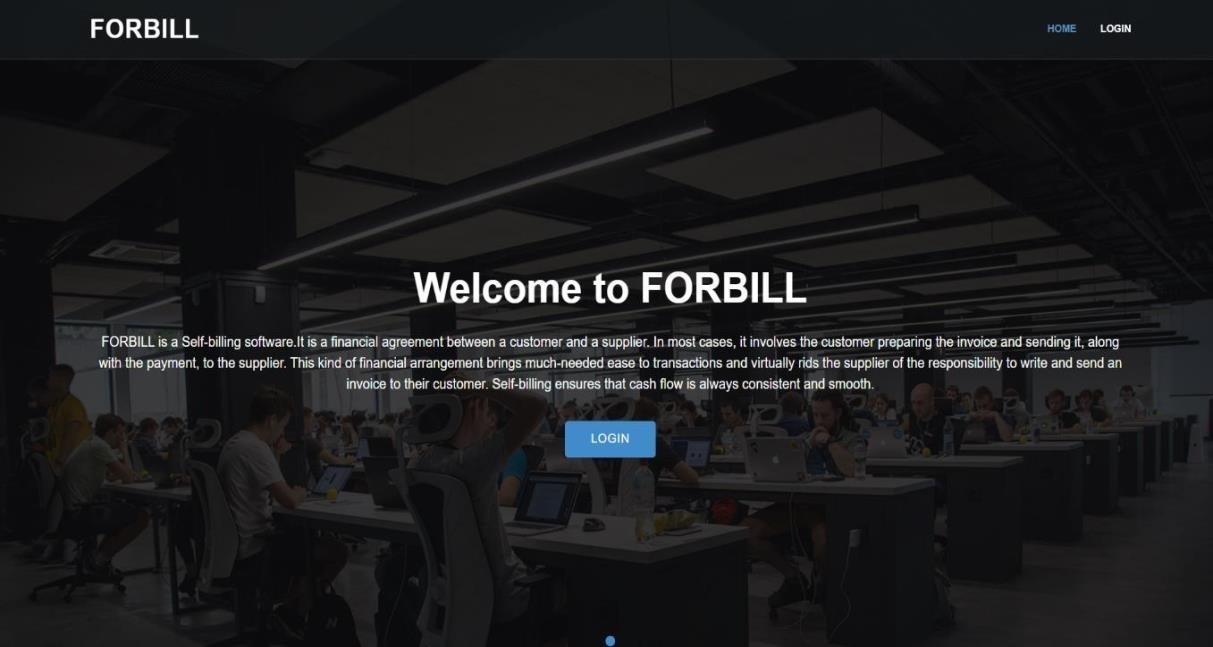 FORBILL
HOME
LOGIN
Welcome to FORBILL
FORBILL is a Self-billing software.It is a financial agreement between a customer and a supplier. In most cases, it involves the customer preparing the invoice and sending it, along
with the payment, to the supplier. This kind of financial arrangement brings much-needed ease to transactions and virtually rids the supplier of the responsibility to write and send an
invoice to their customer. Self-billing ensures that cash flow is always consistent and smooth.
LOGIN